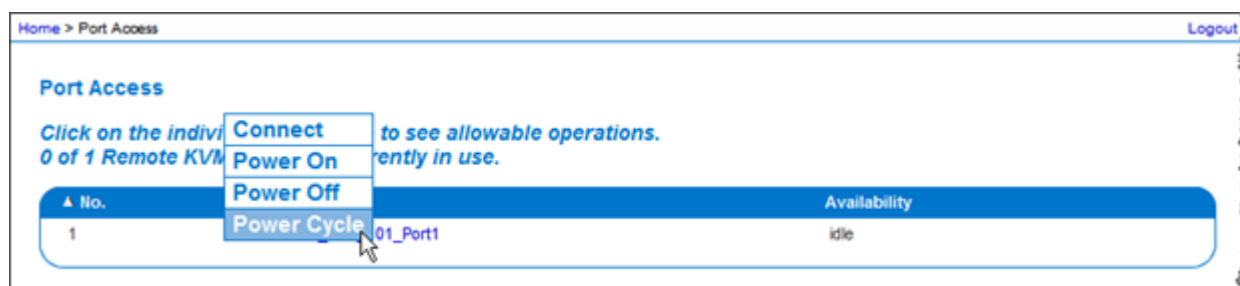 Home > Port Access Logout
Port Access
Click on the indivi to see allowable operations.
0 of 1 Remote KVM rently in use.
Connect
Power On
Power Off
Power Cycle
▲ No. Availability
1 _ _01_Port1 idle